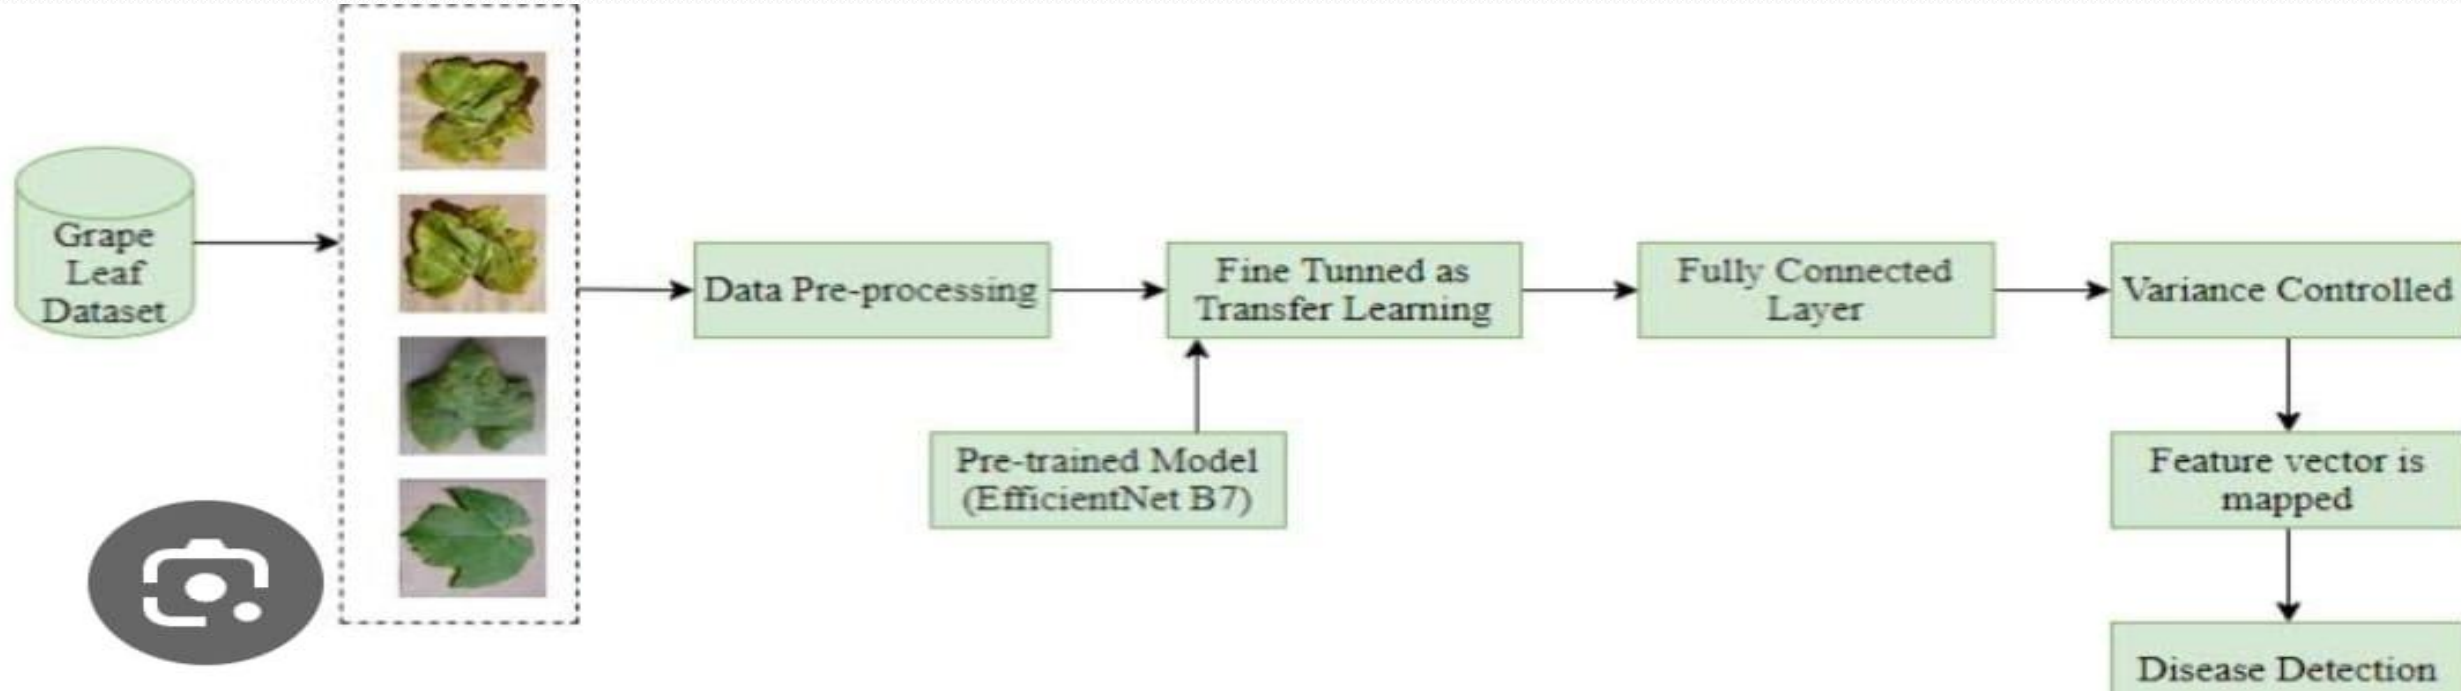 Grape
Leaf
Dataset
Data Pre-processing
Fine Tunned as
Transfer Learning
Pre-trained Model
(EfficientNet B7)
Fully Connected
Layer
Variance Controlled
Feature vector is
mapped
Disease Detection